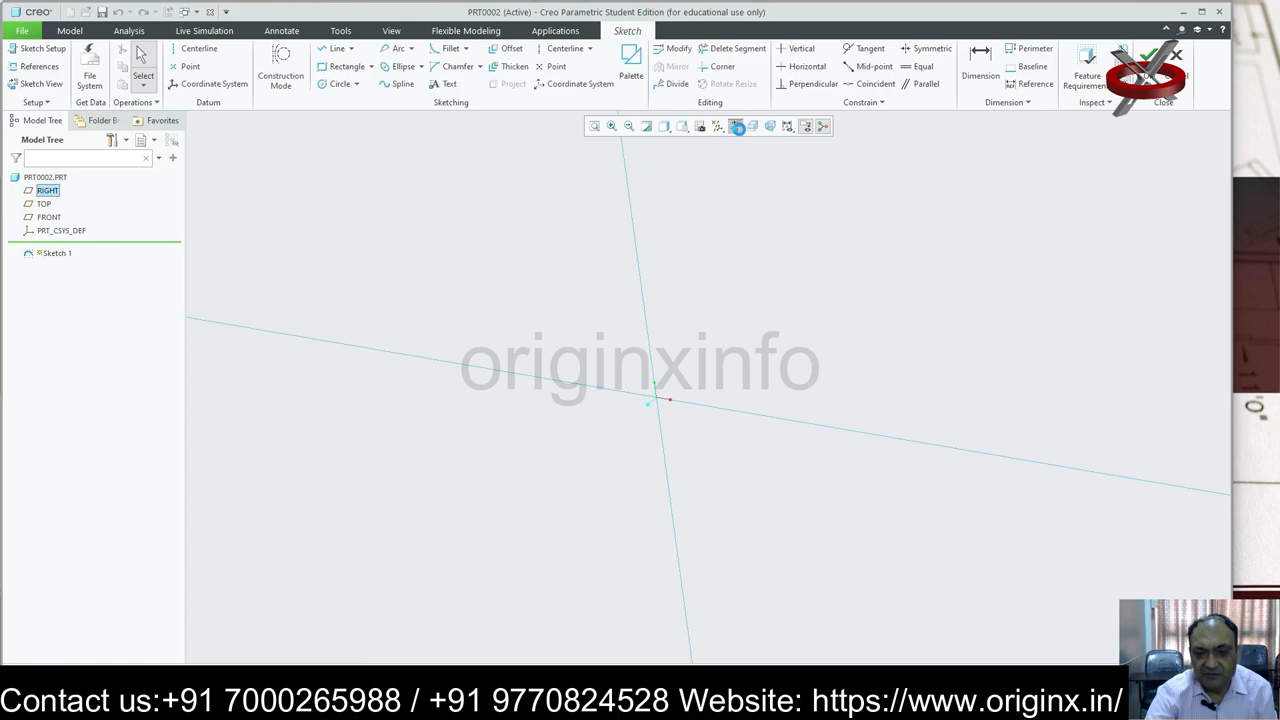 creo
PRT0002 (Active) - Creo Parametric Student Edition (for educational use only)
File Model Analysis Live Simulation Annotate Tools View Flexible Modeling Applications Sketch
Sketch Setup
References
Sketch View
Setup
File System
Get Data
Select
Operations
Centerline
Point
Coordinate System
Datum
Construction Mode
Line Arc Fillet Offset Centerline
Rectangle Ellipse Chamfer Thicken Point
Circle Spline Text Project Coordinate System
Sketching
Palette
Modify Delete Segment
Mirror Corner
Divide Rotate Resize
Editing
Vertical Tangent Symmetric
Horizontal Mid-point Equal
Perpendicular Coincident Parallel
Constrain
Dimension
Perimeter
Baseline
Reference
Dimension
Feature
Inspect
Close
Model Tree Folder Favorites
Model Tree
PRT0002.PRT
RIGHT
TOP
FRONT
PRT_CSYS_DEF
Sketch 1
originxinfo
Contact us:+91 7000265988 / +91 9770824528 Website: https://www.originx.in/